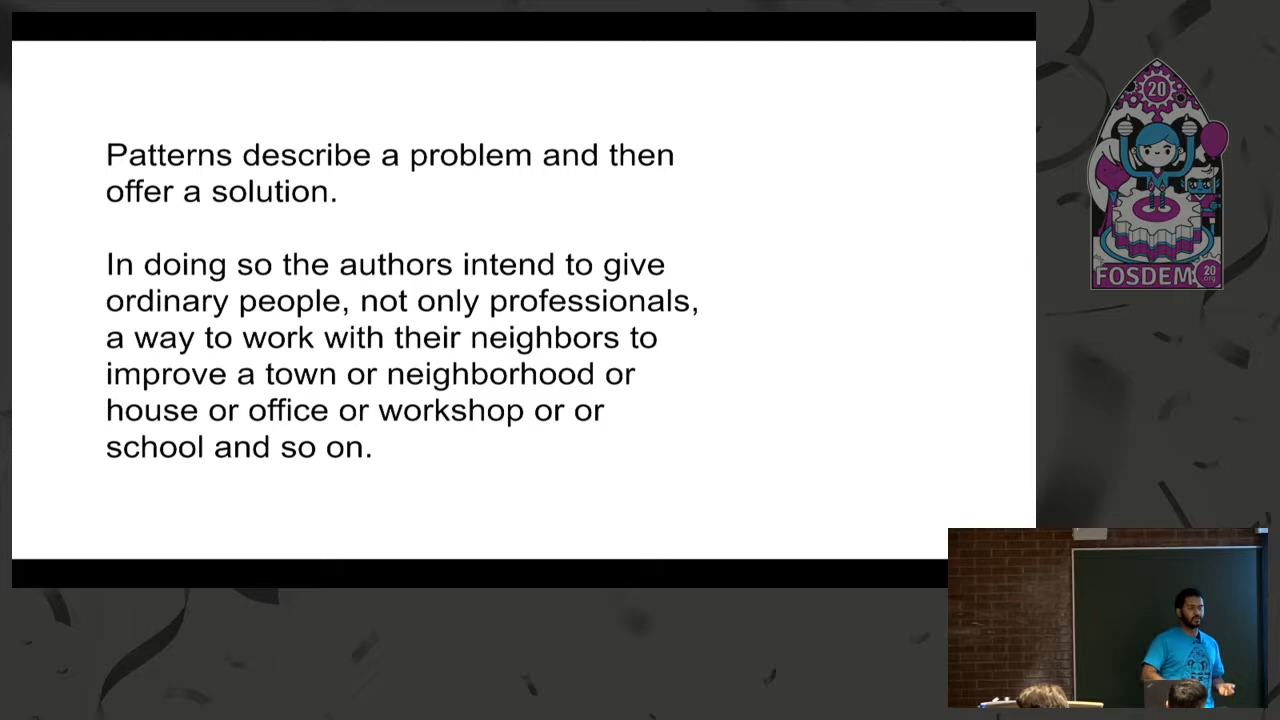 Patterns describe a problem and then
offer a solution.
In doing so the authors intend to give
ordinary people, not only professionals,
a way to work with their neighbors to
improve a town or neighborhood or
house or office or workshop or or
school and so on.
20
FOSDEM
20
.org